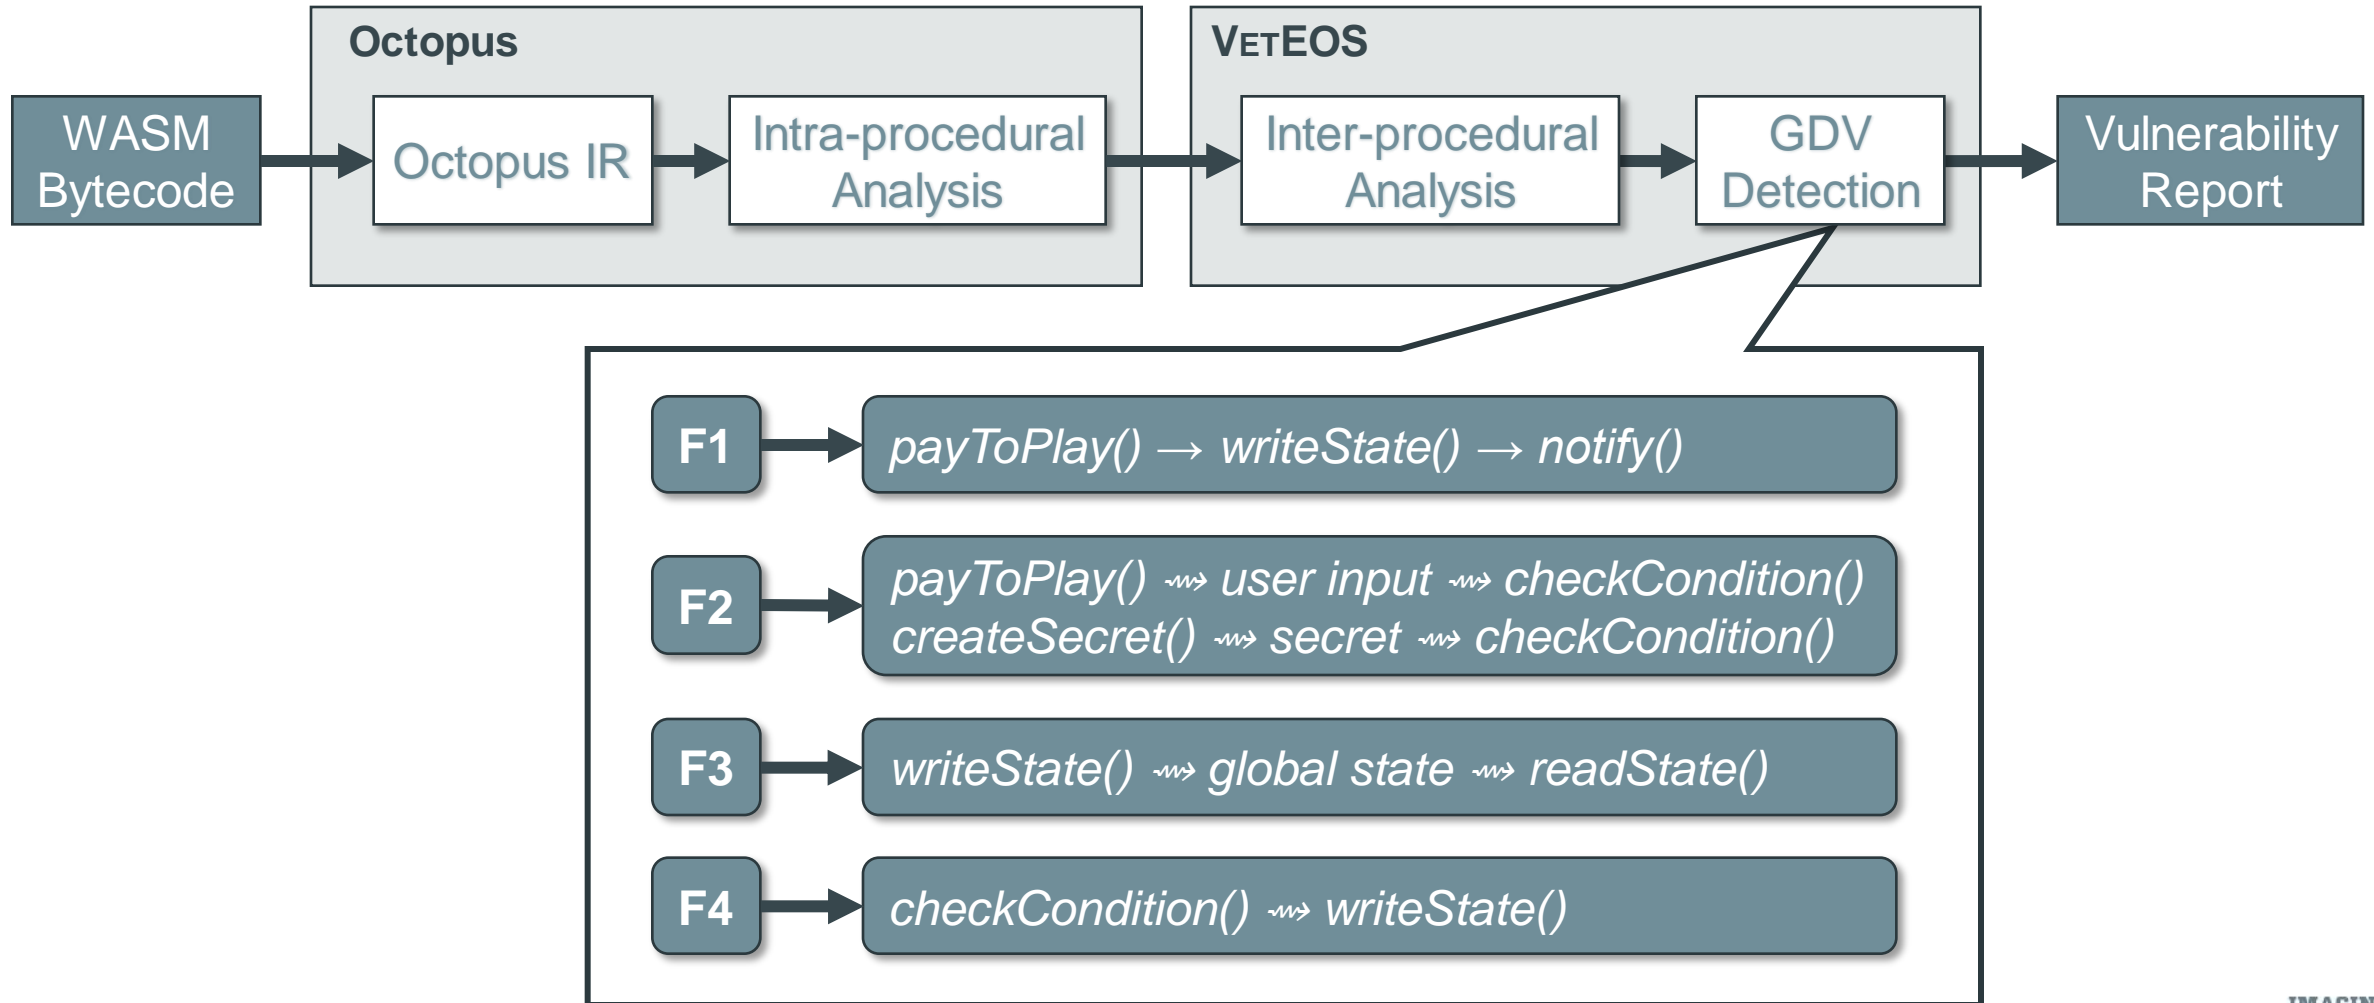 Octopus
VETEOS
WASM
Bytecode
Octopus IR
Intra-procedural
Analysis
Inter-procedural
Analysis
GDV
Detection
Vulnerability
Report
F1
payToPlay() → writeState() → notify()
F2
payToPlay() ⇝ user input ⇝ checkCondition()
createSecret() ⇝ secret ⇝ checkCondition()
F3
writeState() ⇝ global state ⇝ readState()
F4
checkCondition() ⇝ writeState()